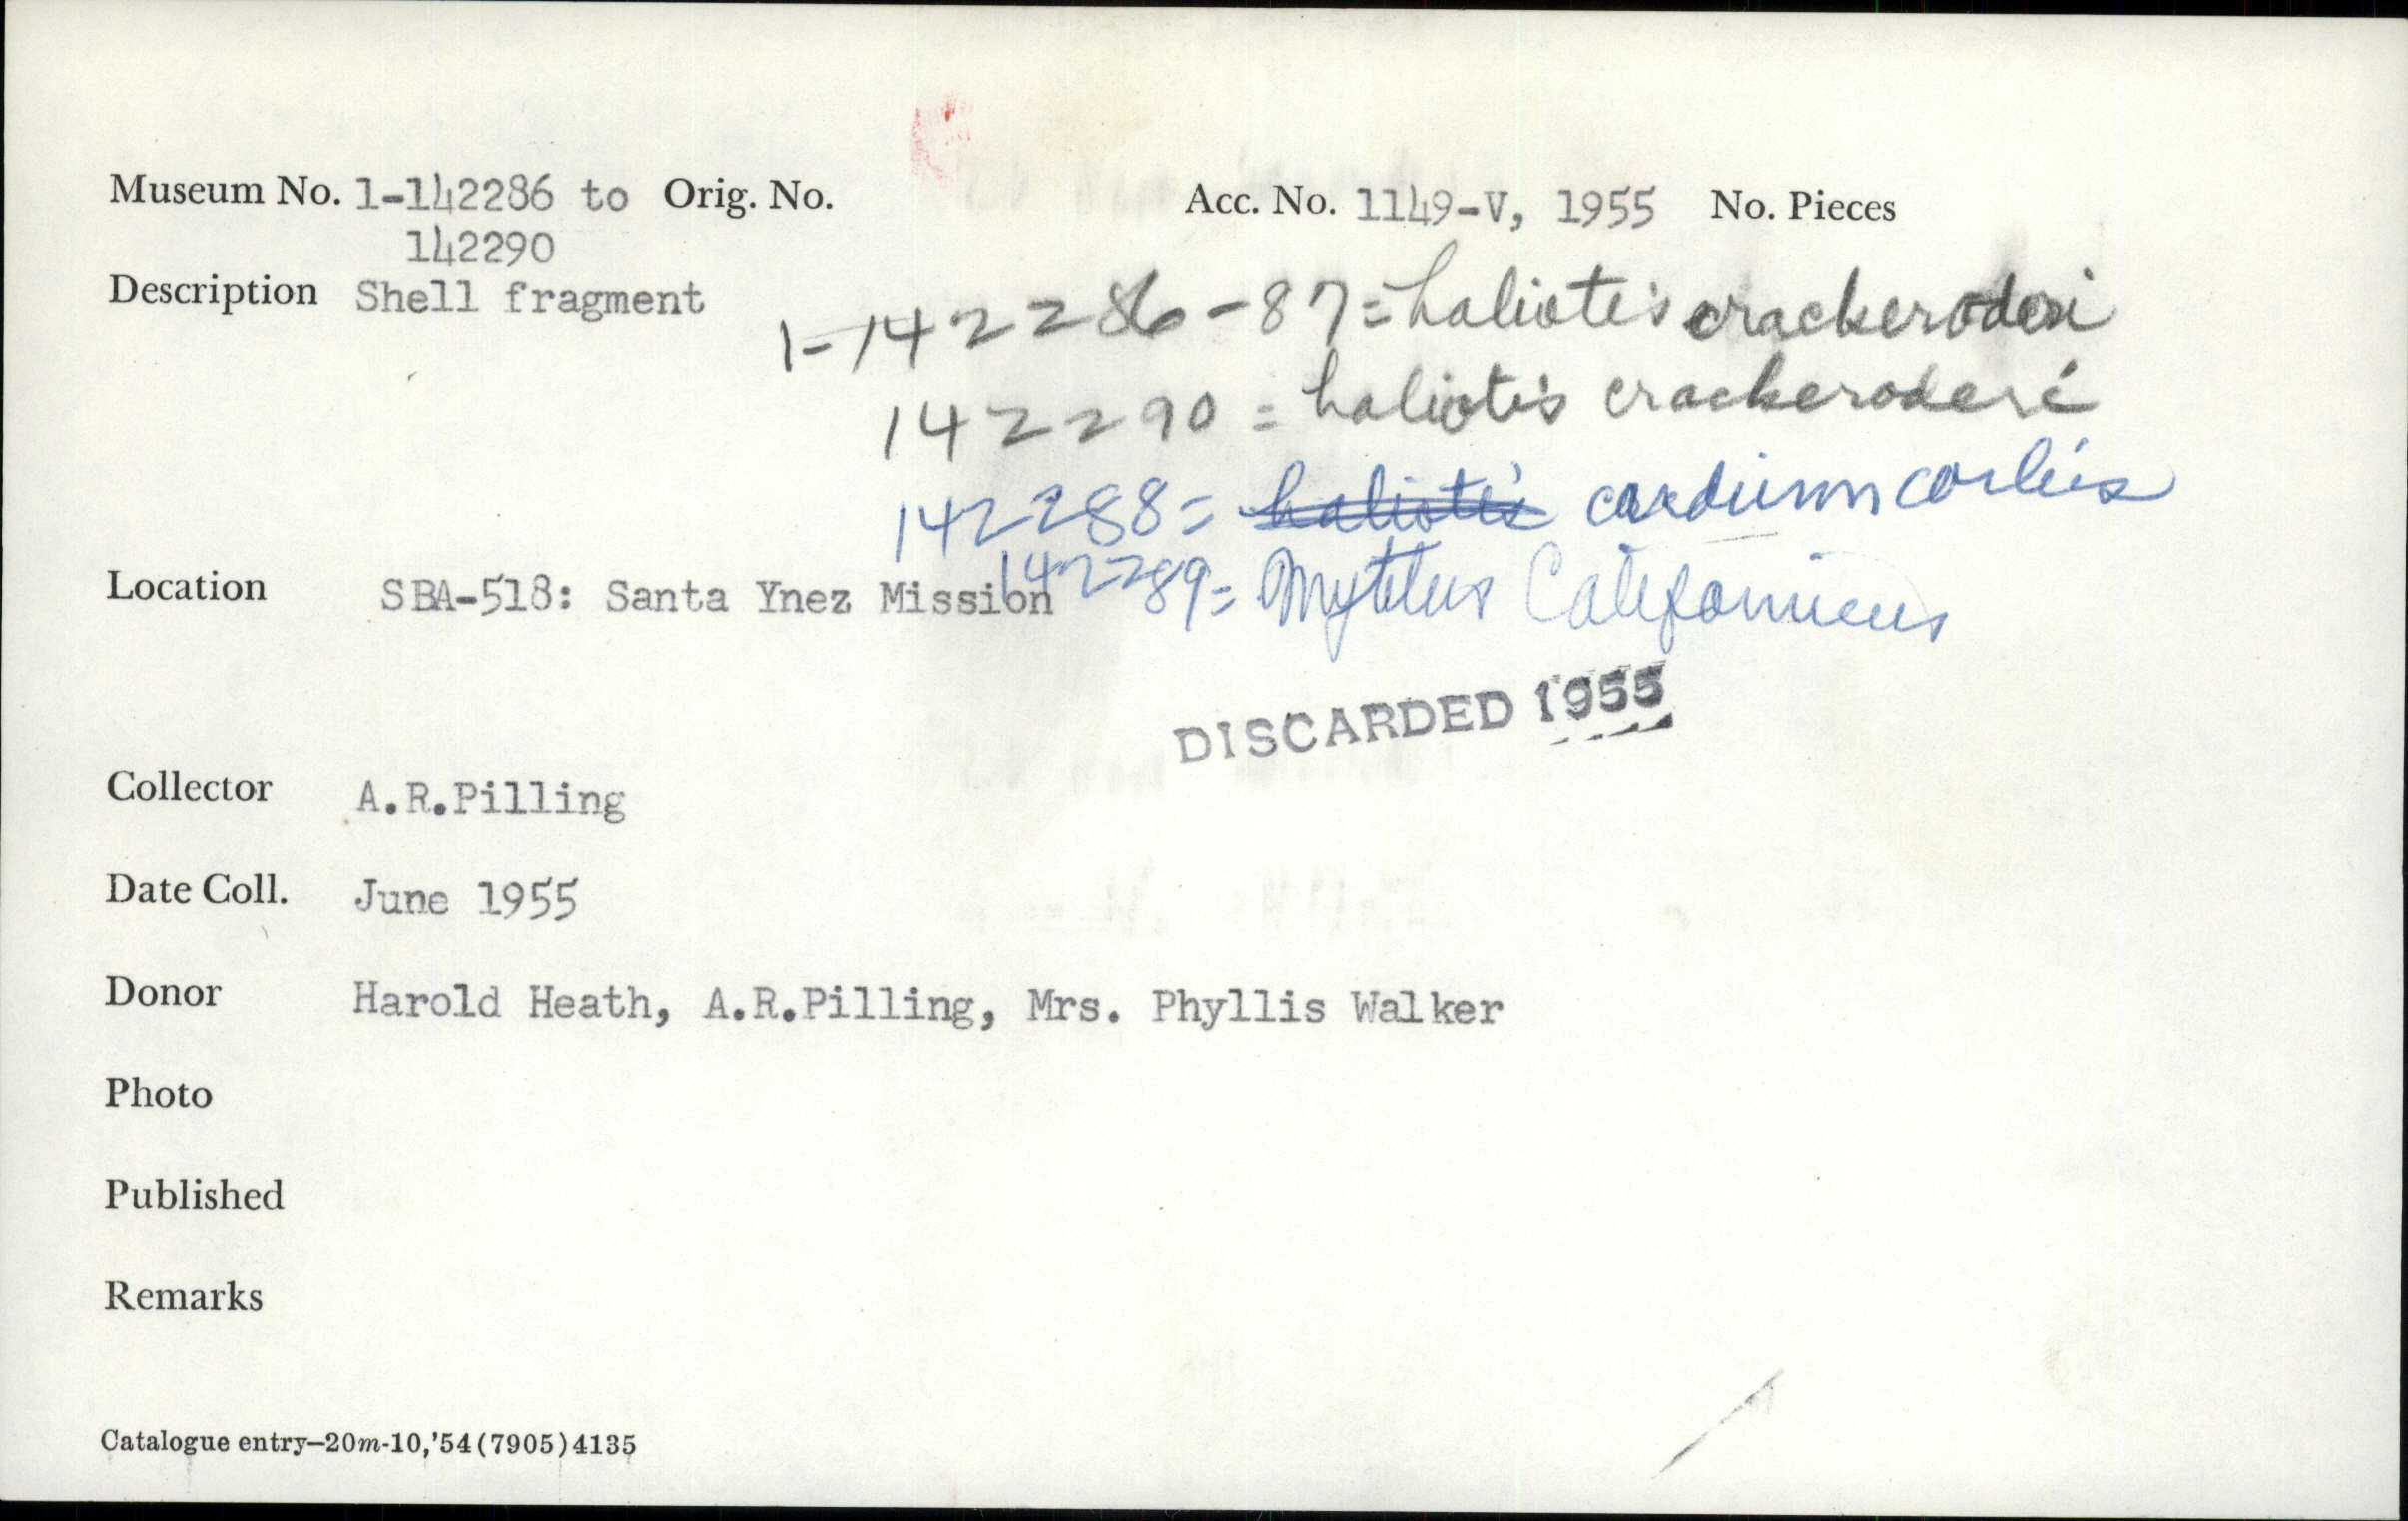 Museum No. 1-142286 to Orig. No. Acc. No. 1149-V, 1955 No. Pieces
142290
Description Shell fragment
1-142286-87=haliotis crackeroderi
142290 = haliotis crackeroderi
142288= haliotis cardium corbis
142289= Mytilus Californicus
Location SBA-518: Santa Ynez Mission
DISCARDED 1955
Collector A.R.Pilling
Date Coll. June 1955
Donor Harold Heath, A.R.Pilling, Mrs. Phyllis Walker
Photo
Published
Remarks
Catalogue entry—20m-10,'54(7905)4135